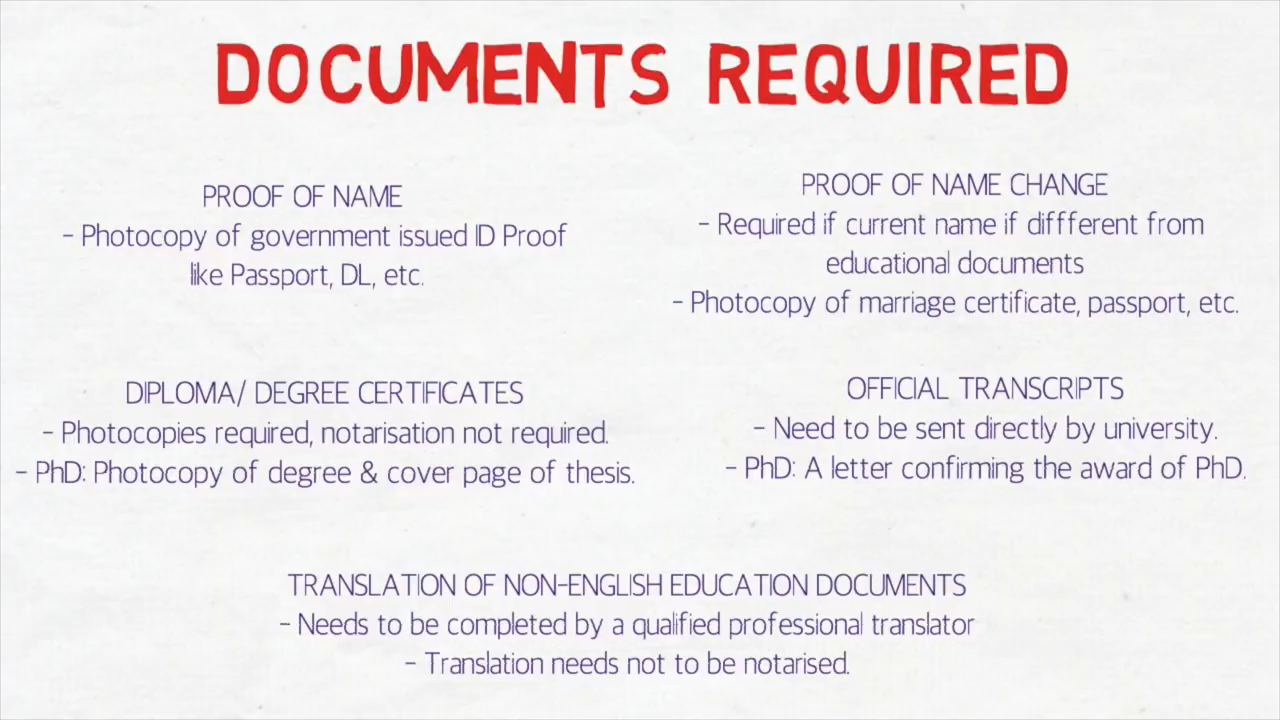 DOCUMENTS REQUIRED
PROOF OF NAME
- Photocopy of government issued ID Proof
like Passport, DL, etc.
PROOF OF NAME CHANGE
- Required if current name if diffferent from
educational documents
- Photocopy of marriage certificate, passport, etc.
DIPLOMA/ DEGREE CERTIFICATES
- Photocopies required, notarisation not required.
- PhD: Photocopy of degree & cover page of thesis.
OFFICIAL TRANSCRIPTS
- Need to be sent directly by university.
- PhD: A letter confirming the award of PhD.
TRANSLATION OF NON-ENGLISH EDUCATION DOCUMENTS
- Needs to be completed by a qualified professional translator
- Translation needs not to be notarised.